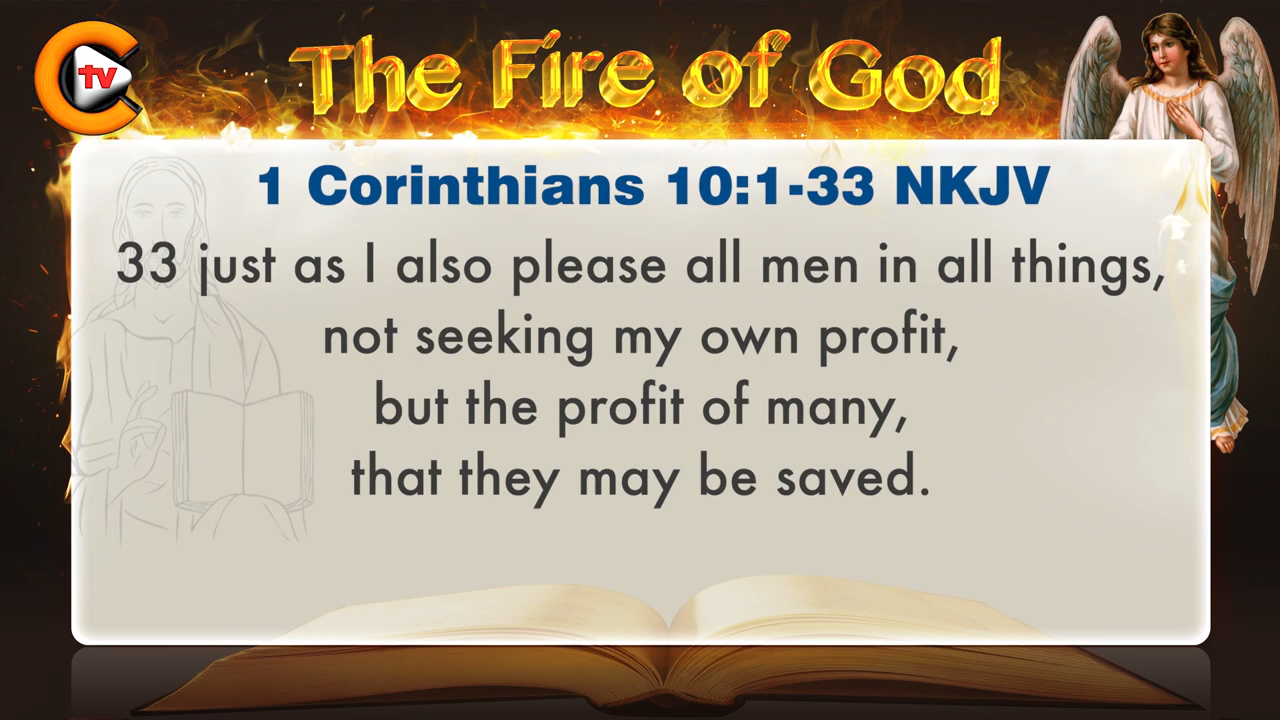 tv
The Fire of God
1 Corinthians 10:1-33 NKJV
33 just as I also please all men in all things,
not seeking my own profit,
but the profit of many,
that they may be saved.